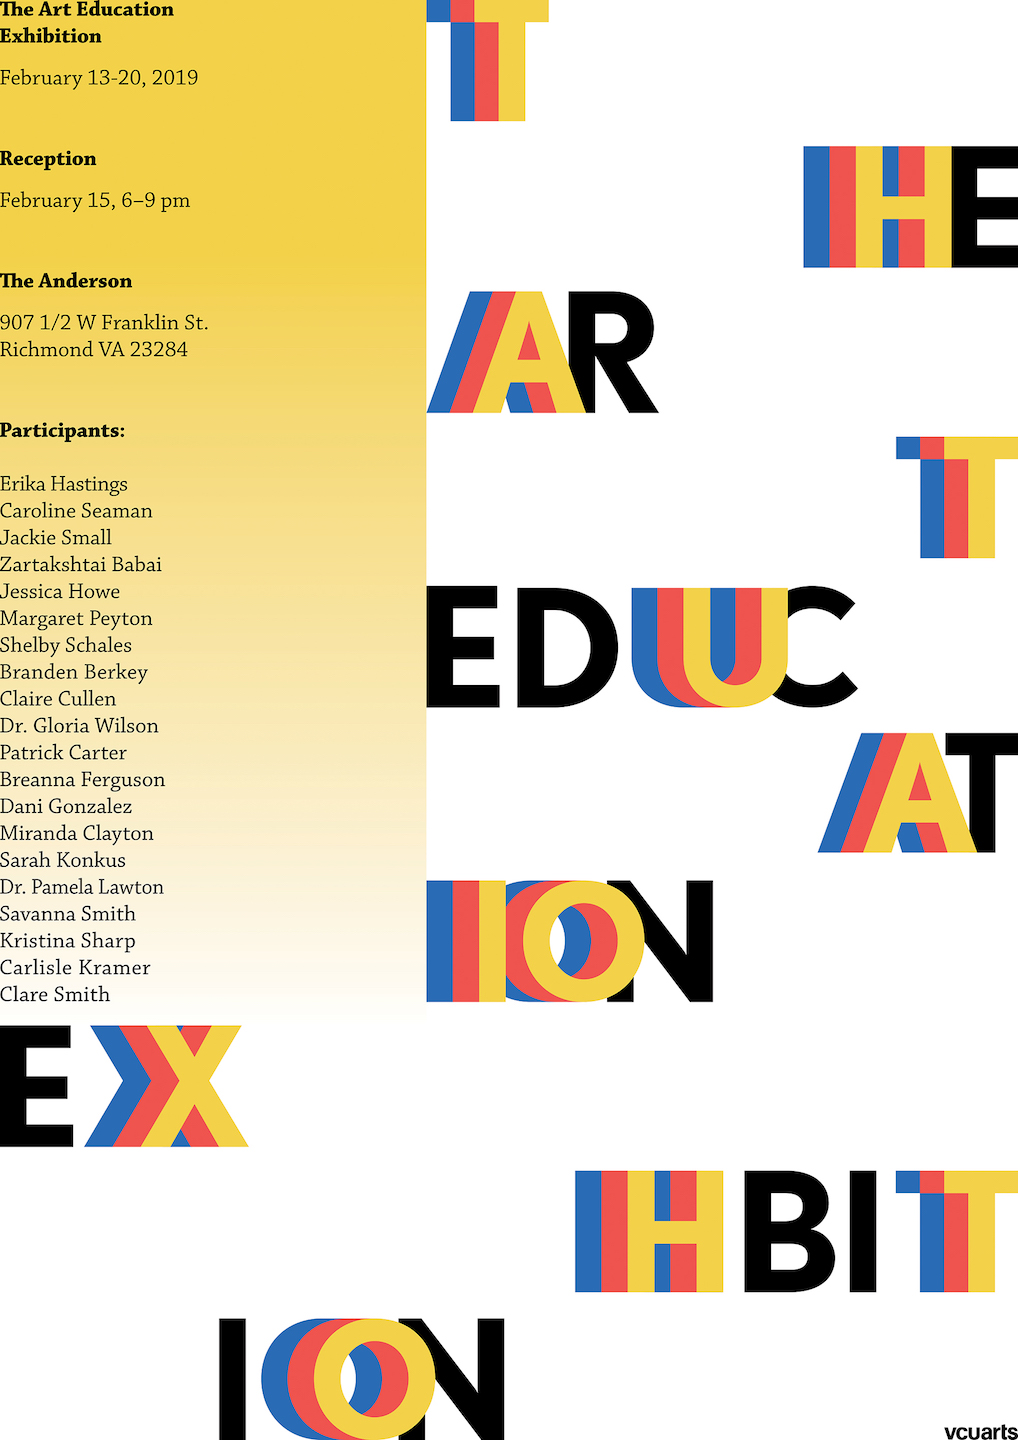 The Art Education
Exhibition
February 13-20, 2019
Reception
February 15, 6–9 pm
The Anderson
907 1/2 W Franklin St.
Richmond VA 23284
Participants:
Erika Hastings
Caroline Seaman
Jackie Small
Zartakshtai Babai
Jessica Howe
Margaret Peyton
Shelby Schales
Branden Berkey
Claire Cullen
Dr. Gloria Wilson
Patrick Carter
Breanna Ferguson
Dani Gonzalez
Miranda Clayton
Sarah Konkus
Dr. Pamela Lawton
Savanna Smith
Kristina Sharp
Carlisle Kramer
Clare Smith
T
HE
AR
T
EDUC
AT
ION
EX
HBIT
ION
vcuarts